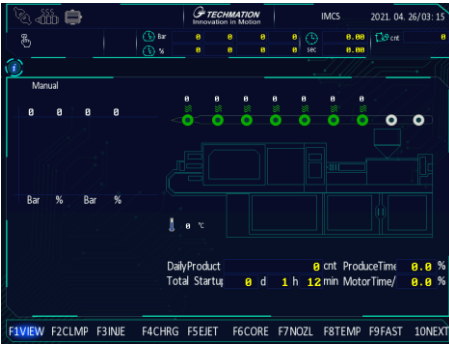 TECHMATION IMCS 2021. 04. 26/03: 15
Innovation in Motion
Bar 0 0 0 0 0.00 cnt 0
% 0 0 0 0 sec 0.00
Manual
0 0 0 0 0 0 0 0 0 0 0
Bar % Bar %
0 ℃
DailyProduct 0 cnt ProduceTime 0.0 %
Total Startu 0 d 1 h 12 min MotorTime/ 0.0 %
F1VIEW F2CLMP F3INJE F4CHRG F5EJET F6CORE F7NOZL F8TEMP F9FAST 10NEXT